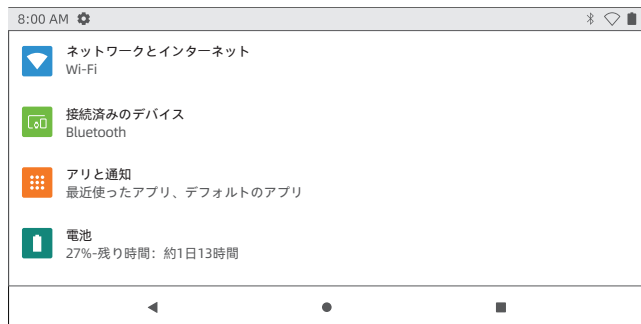 8:00 AM
ネットワークとインターネット
Wi-Fi
接続済みのデバイス
Bluetooth
アリと通知
最近使ったアプリ、デフォルトのアプリ
電池
27%-残り時間：約1日13時間